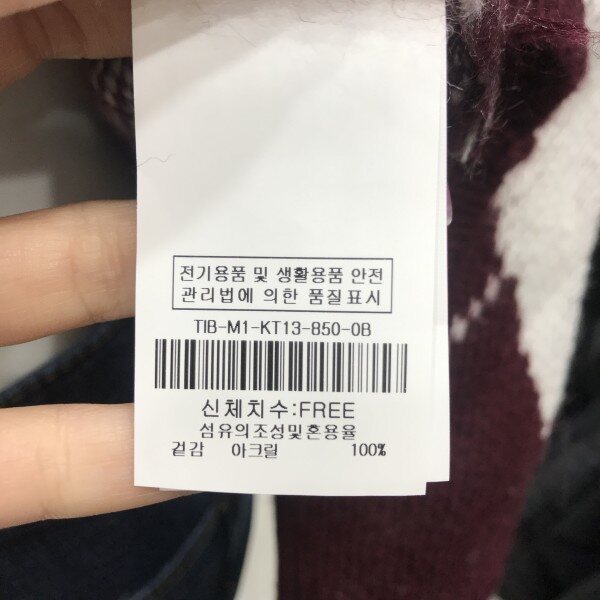 전기용품 및 생활용품 안전
관리법에 의한 품질표시
TIB-M1-KT13-850-0B
신체치수:FREE
섬유의조성및혼용율
겉감 아크릴 100%